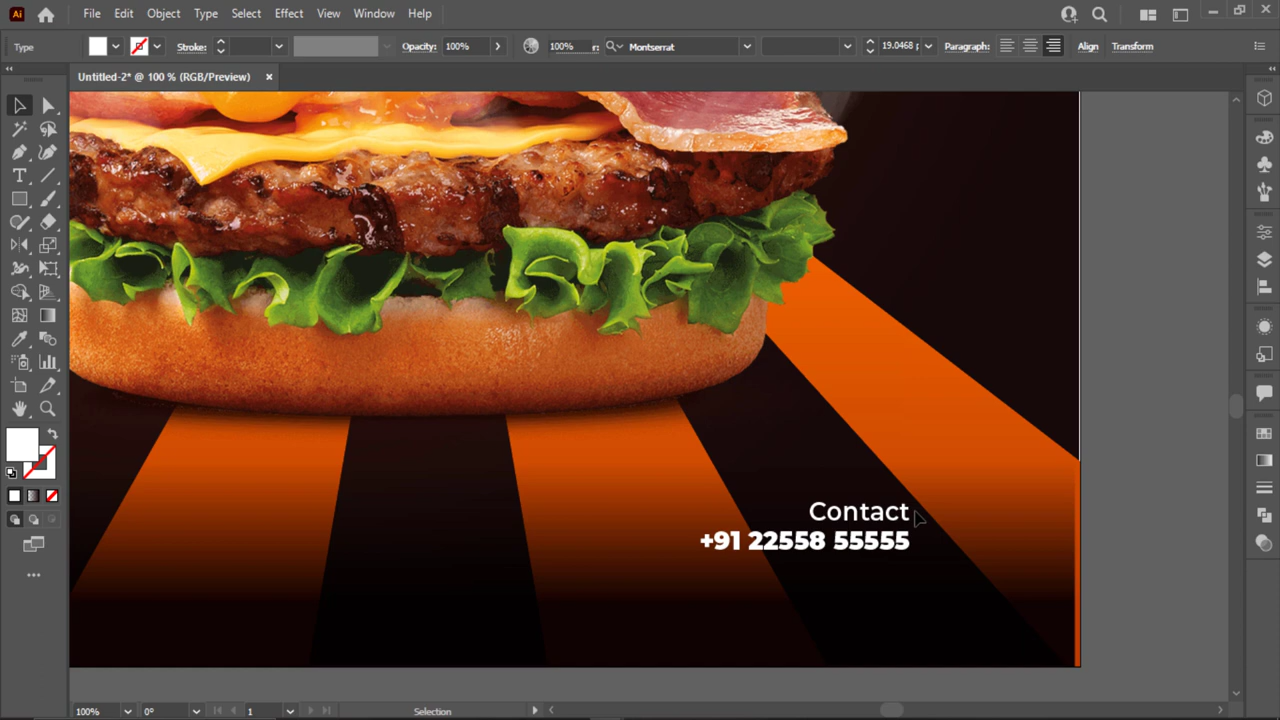 Ai
File Edit Object Type Select Effect View Window Help
Type Stroke: Opacity: 100% 100% r: Montserrat 19.0468 p Paragraph: Align Transform
Untitled-2* @ 100 % (RGB/Preview) ×
T
Contact
+91 22558 55555
100% 0° 1 Selection